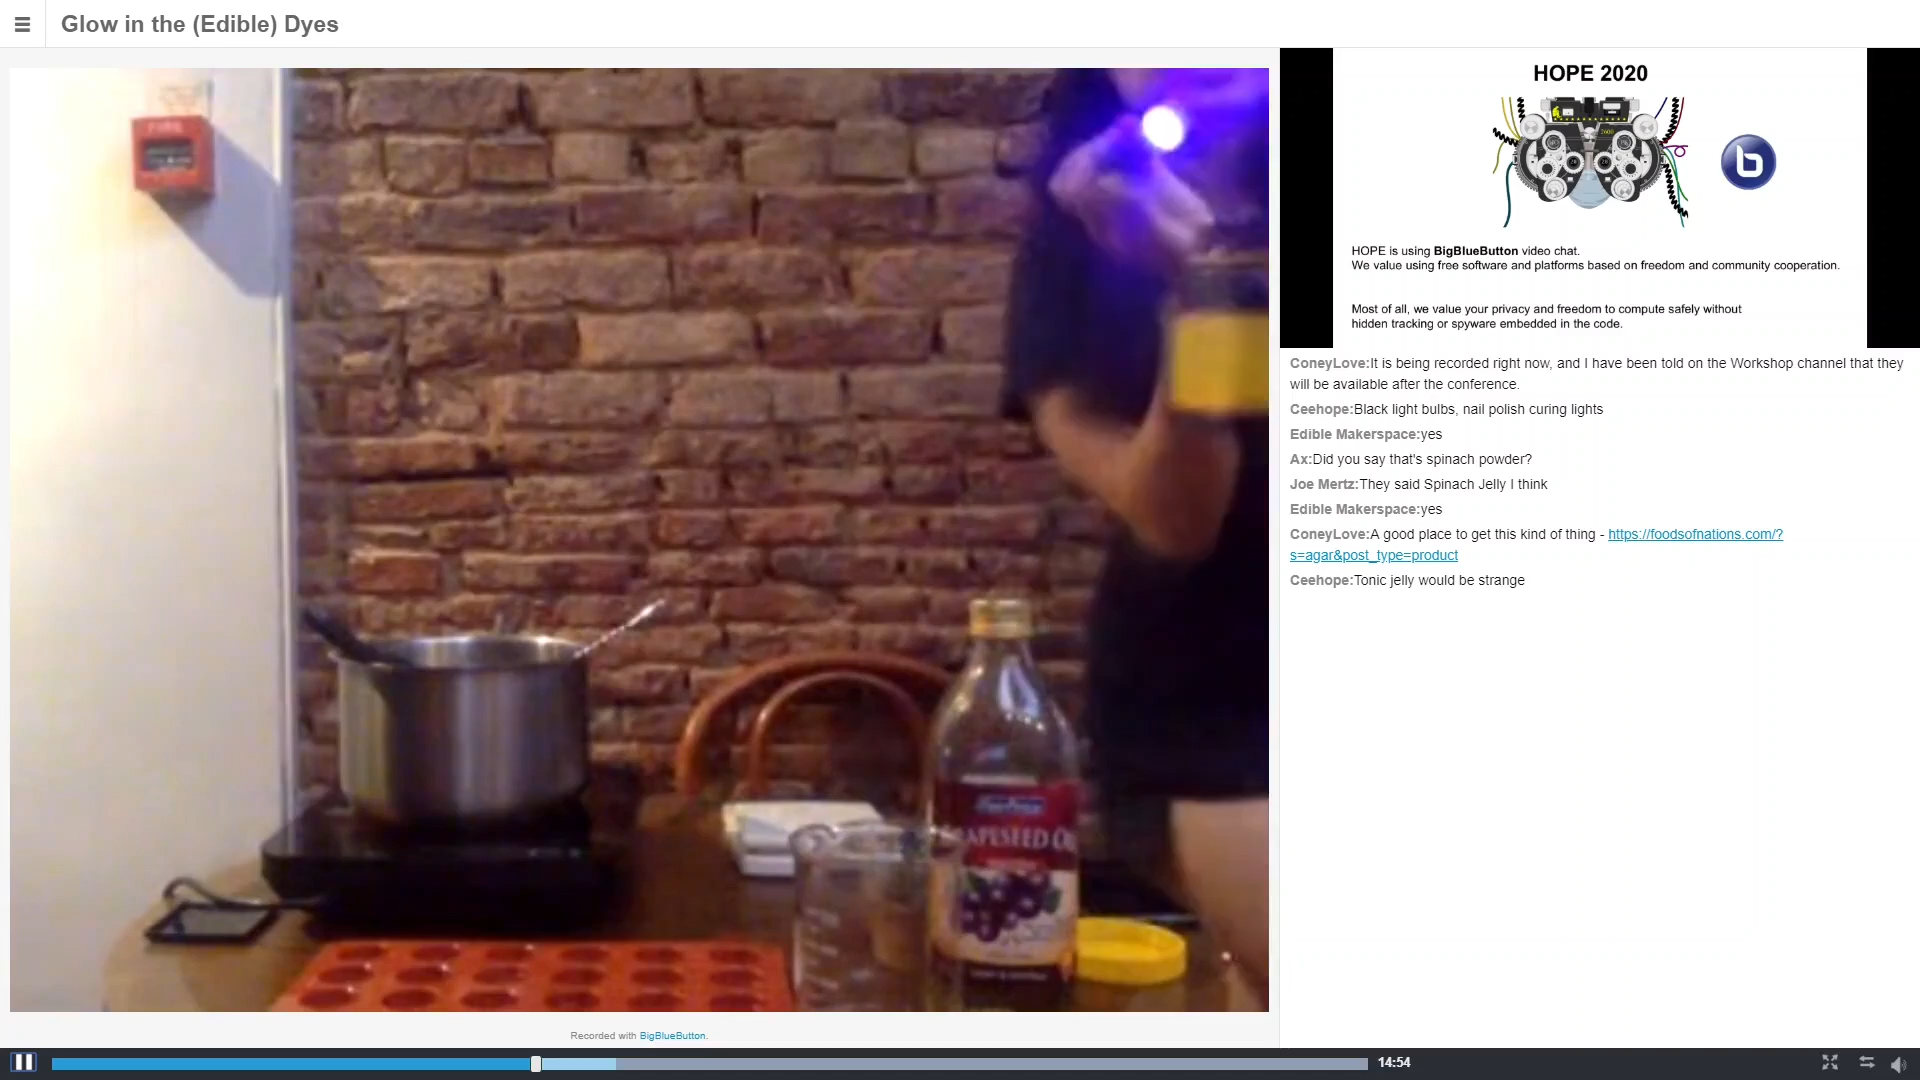 Glow in the (Edible) Dyes
FIRE
GRAPESEED OIL
HOPE 2020
HOPE is using BigBlueButton video chat.
We value using free software and platforms based on freedom and community cooperation.
Most of all, we value your privacy and freedom to compute safely without
hidden tracking or spyware embedded in the code.
ConeyLove:It is being recorded right now, and I have been told on the Workshop channel that they
will be available after the conference.
Ceehope:Black light bulbs, nail polish curing lights
Edible Makerspace:yes
Ax:Did you say that's spinach powder?
Joe Mertz:They said Spinach Jelly I think
Edible Makerspace:yes
ConeyLove:A good place to get this kind of thing - https://foodsofnations.com/?
s=agar&post_type=product
Ceehope:Tonic jelly would be strange
Recorded with BigBlueButton.
14:54